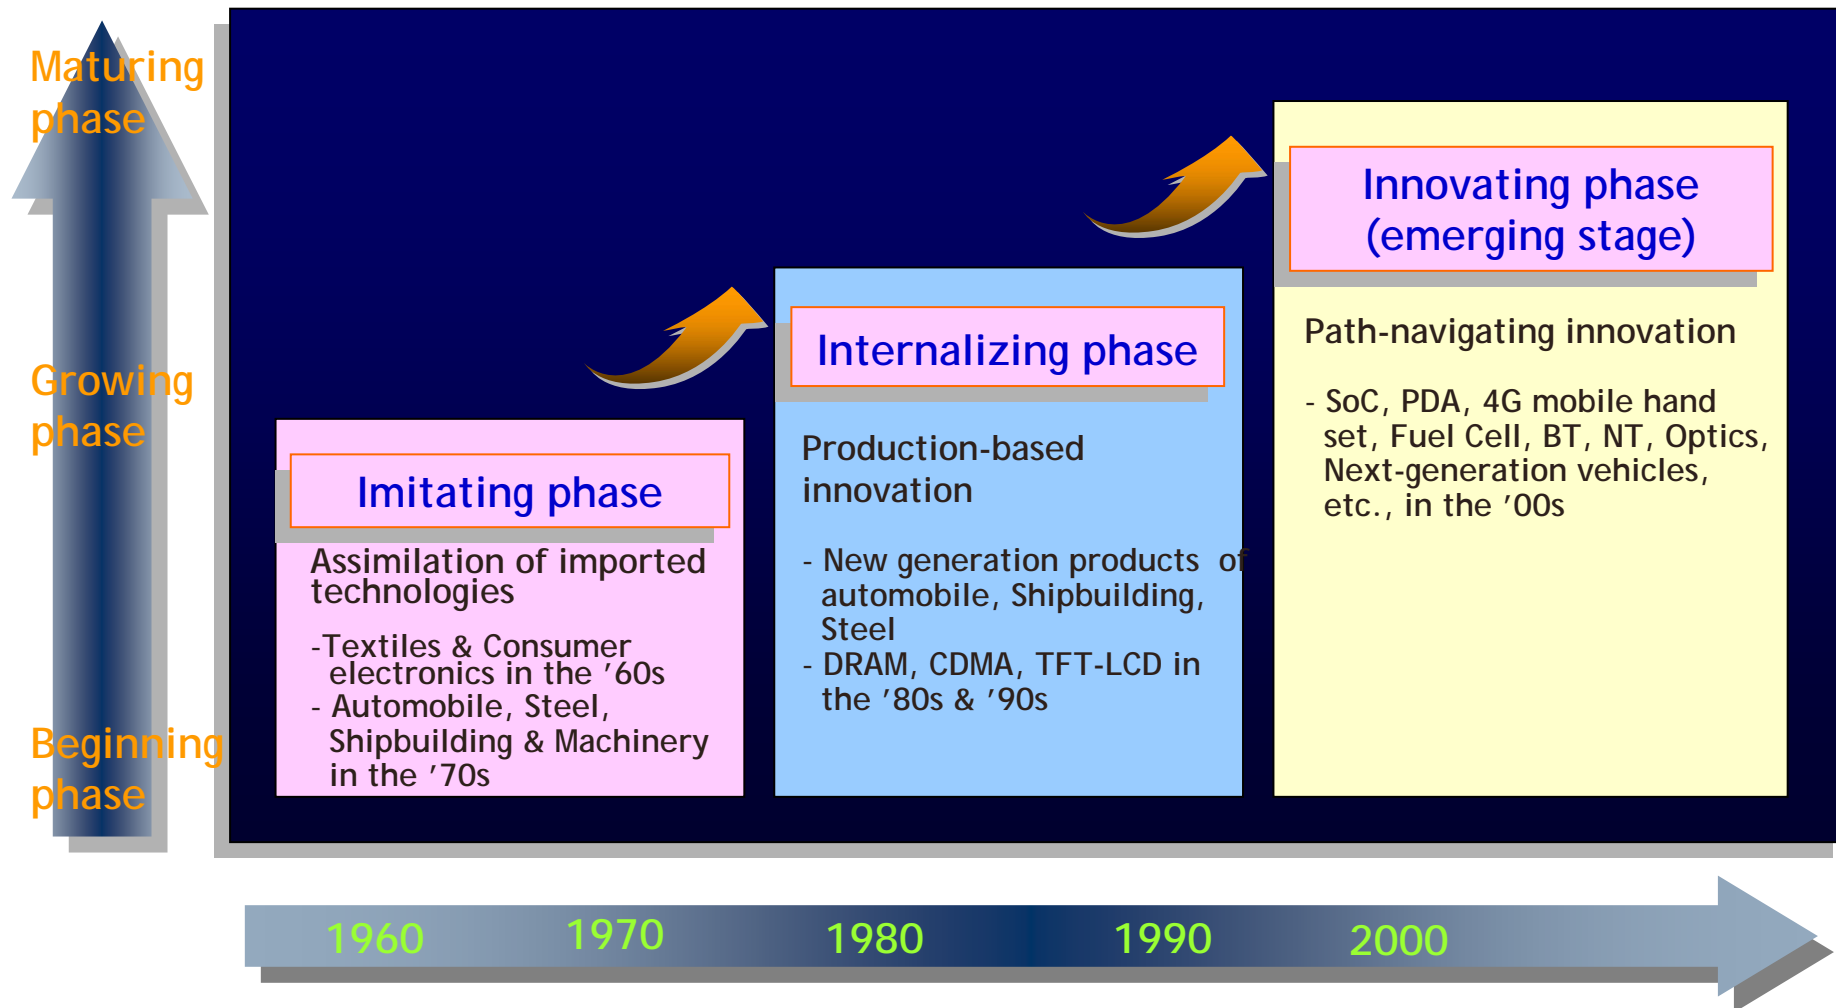 Maturing
phase
Growing
phase
Beginning
phase
Imitating phase
Assimilation of imported
technologies
-Textiles & Consumer
electronics in the ’60s
- Automobile, Steel,
Shipbuilding & Machinery
in the ’70s
Internalizing phase
Production-based
innovation
- New generation products of
automobile, Shipbuilding,
Steel
- DRAM, CDMA, TFT-LCD in
the ’80s & ’90s
Innovating phase
(emerging stage)
Path-navigating innovation
- SoC, PDA, 4G mobile hand
set, Fuel Cell, BT, NT, Optics,
Next-generation vehicles,
etc., in the ’00s
1960 1970 1980 1990 2000